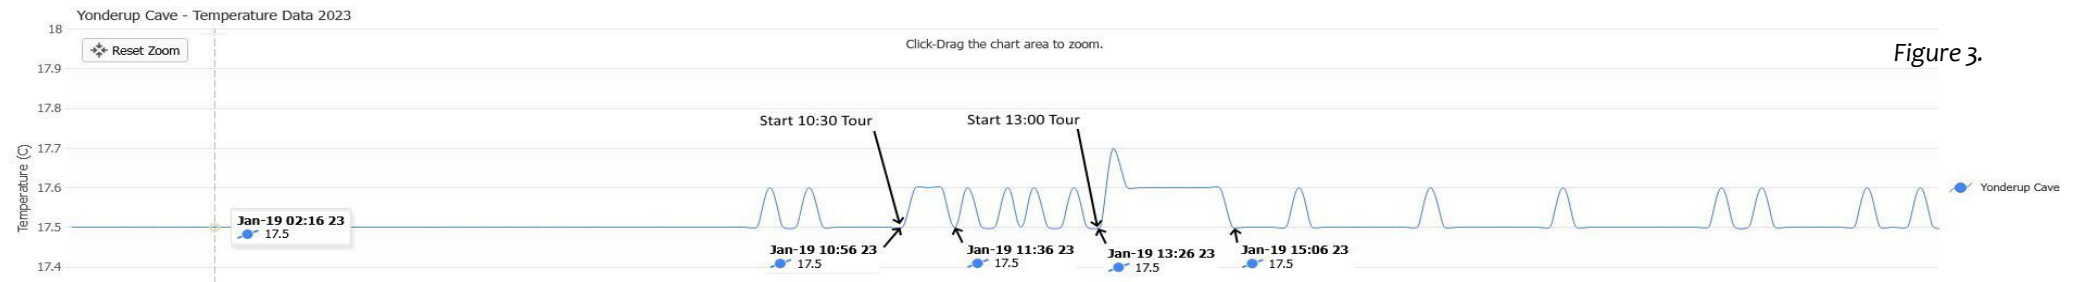 Yonderup Cave - Temperature Data 2023
Reset Zoom
Click-Drag the chart area to zoom.
Figure 3.
Temperature (C)
18
17.9
17.8
17.7
17.6
17.5
17.4
Start 10:30 Tour
Start 13:00 Tour
Jan-19 02:16 23
17.5
Jan-19 10:56 23
17.5
Jan-19 11:36 23
17.5
Jan-19 13:26 23
17.5
Jan-19 15:06 23
17.5
Yonderup Cave